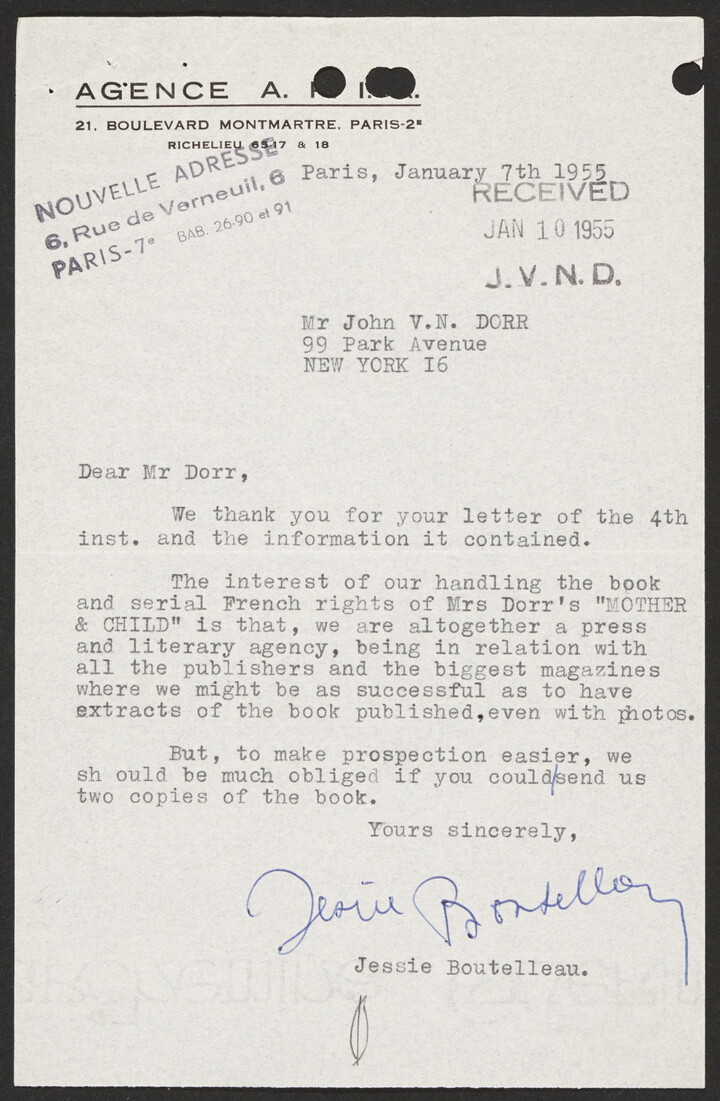 AGENCE A.
21, BOULEVARD MONTMARTRE, PARIS-2E
RICHELIEU 65-17 & 18
NOUVELLE ADRESSE
6, Rue de Verneuil, 6
PARIS-7e BAB. 26-90 et 91
Paris, January 7th 1955
RECEIVED
JAN 10 1955
J.V.N.D.
Mr John V.N. DORR
99 Park Avenue
NEW YORK I6
Dear Mr Dorr,
We thank you for your letter of the 4th
inst. and the information it contained.
The interest of our handling the book
and serial French rights of Mrs Dorr's "MOTHER
& CHILD" is that, we are altogether a press
and literary agency, being in relation with
all the publishers and the biggest magazines
where we might be as successful as to have
extracts of the book published,even with photos.
But, to make prospection easier, we
sh ould be much obliged if you could/send us
two copies of the book.
Yours sincerely,
Jessie Boutelleau
Jessie Boutelleau.